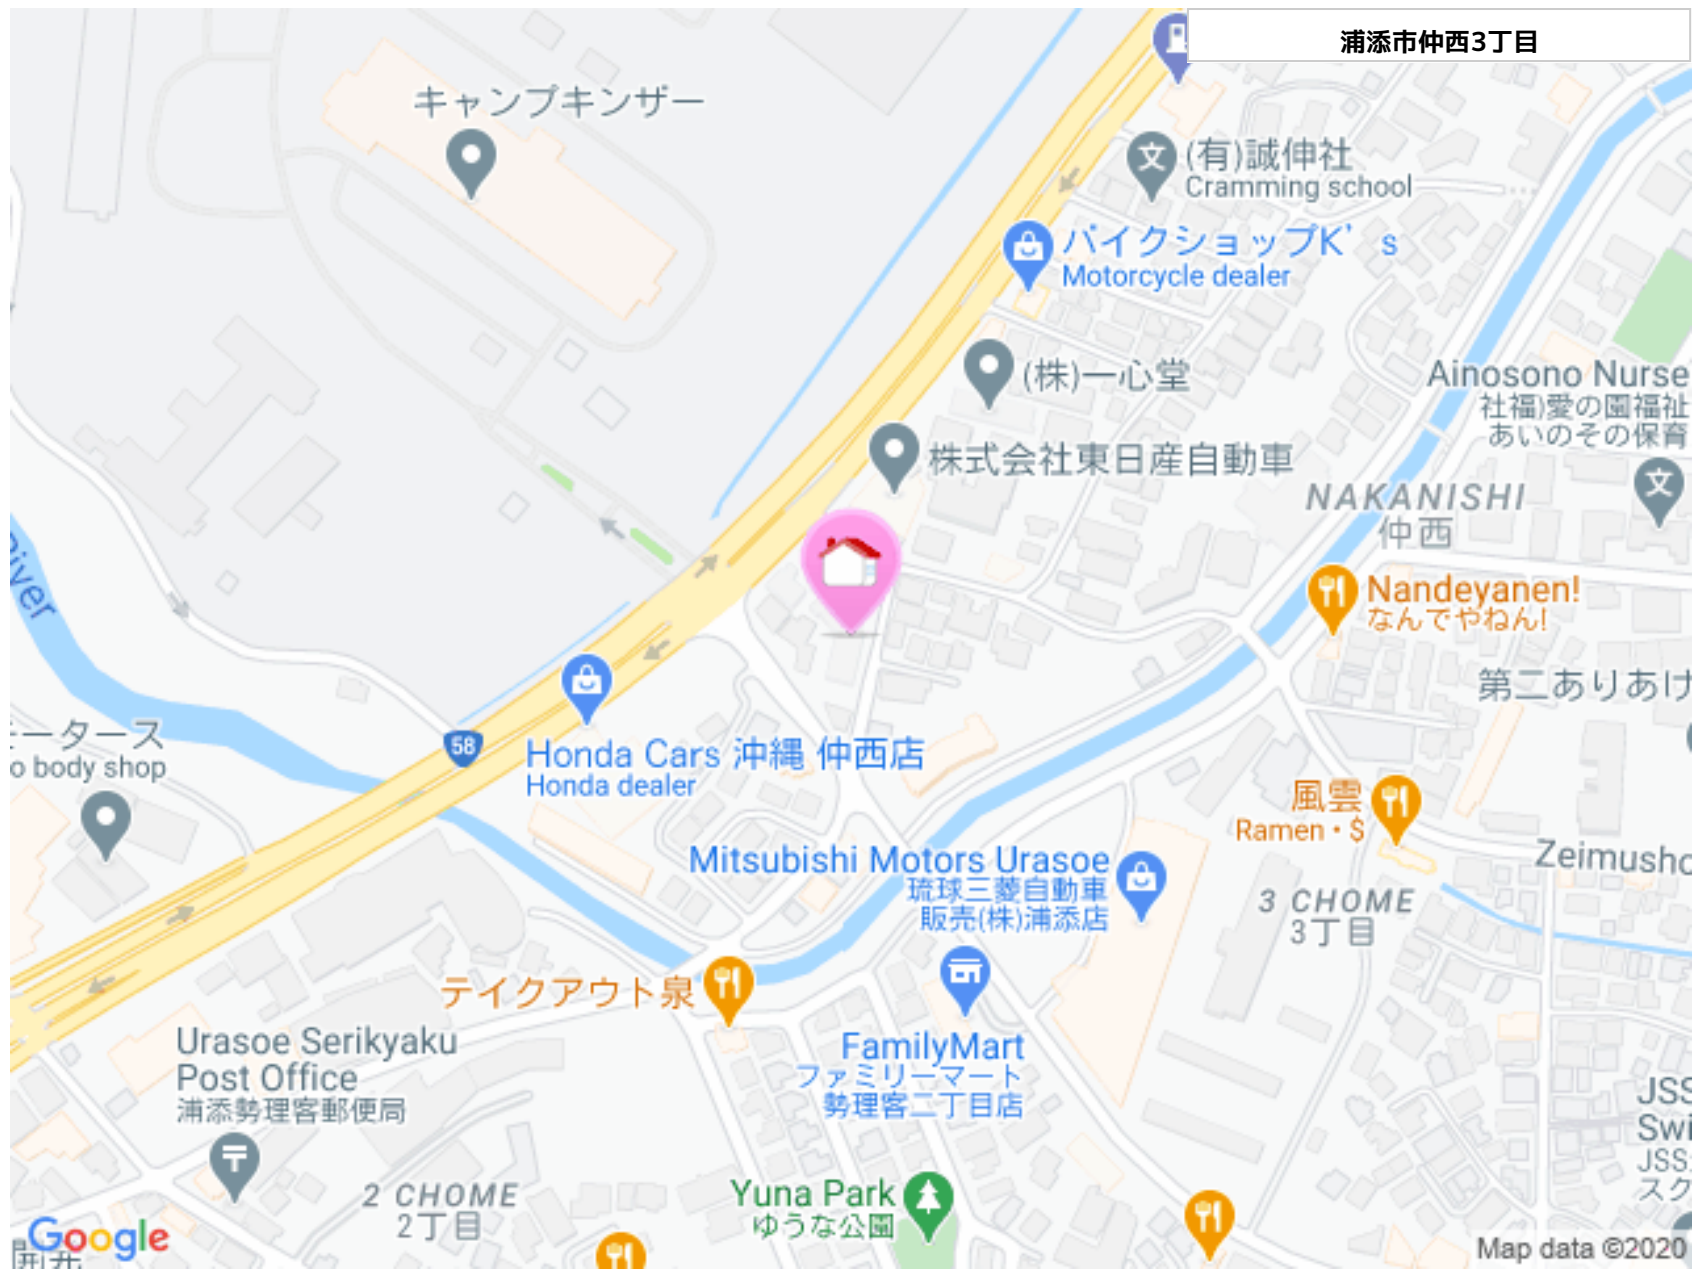 浦添市仲西3丁目
キャンプキンザー
(有)誠伸社
Cramming school
バイクショップK’s
Motorcycle dealer
(株)一心堂
Ainosono Nurse
社福)愛の園福祉
あいのその保育
株式会社東日産自動車
NAKANISHI
仲西
River
Nandeyanen!
なんでやねん!
第二ありあけ
ータース
o body shop
58
Honda Cars 沖縄 仲西店
Honda dealer
風雲
Ramen・$
Mitsubishi Motors Urasoe
琉球三菱自動車
販売(株)浦添店
Zeimusho
3 CHOME
3丁目
テイクアウト泉
Urasoe Serikyaku
Post Office
浦添勢理客郵便局
FamilyMart
ファミリーマート
勢理客二丁目店
JSS
Swi
JSS
スク
2 CHOME
2丁目
Yuna Park
ゆうな公園
Google
Map data ©2020